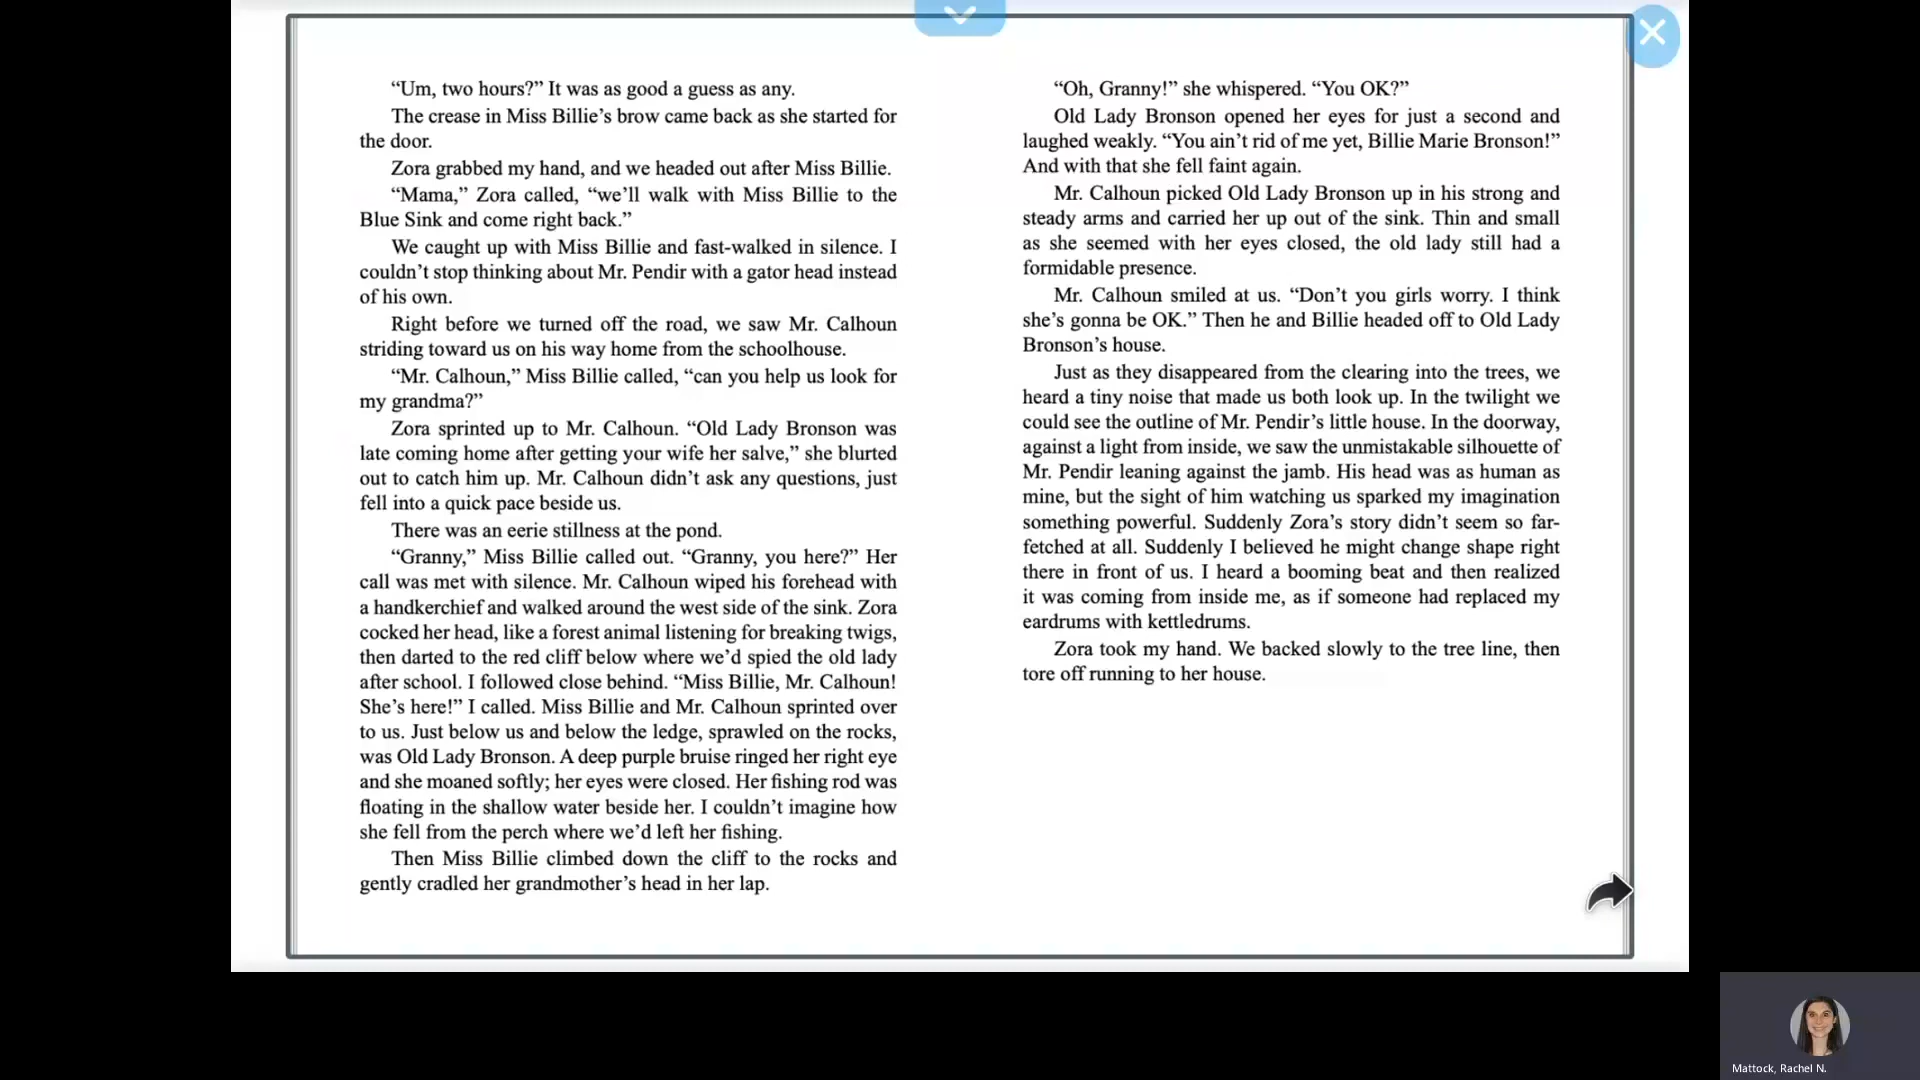 “Um, two hours?” It was as good a guess as any.
The crease in Miss Billie’s brow came back as she started for
the door.
Zora grabbed my hand, and we headed out after Miss Billie.
“Mama,” Zora called, “we’ll walk with Miss Billie to the
Blue Sink and come right back.”
We caught up with Miss Billie and fast-walked in silence. I
couldn’t stop thinking about Mr. Pendir with a gator head instead
of his own.
Right before we turned off the road, we saw Mr. Calhoun
striding toward us on his way home from the schoolhouse.
“Mr. Calhoun,” Miss Billie called, “can you help us look for
my grandma?”
Zora sprinted up to Mr. Calhoun. “Old Lady Bronson was
late coming home after getting your wife her salve,” she blurted
out to catch him up. Mr. Calhoun didn’t ask any questions, just
fell into a quick pace beside us.
There was an eerie stillness at the pond.
“Granny,” Miss Billie called out. “Granny, you here?” Her
call was met with silence. Mr. Calhoun wiped his forehead with
a handkerchief and walked around the west side of the sink. Zora
cocked her head, like a forest animal listening for breaking twigs,
then darted to the red cliff below where we’d spied the old lady
after school. I followed close behind. “Miss Billie, Mr. Calhoun!
She’s here!” I called. Miss Billie and Mr. Calhoun sprinted over
to us. Just below us and below the ledge, sprawled on the rocks,
was Old Lady Bronson. A deep purple bruise ringed her right eye
and she moaned softly; her eyes were closed. Her fishing rod was
floating in the shallow water beside her. I couldn’t imagine how
she fell from the perch where we’d left her fishing.
Then Miss Billie climbed down the cliff to the rocks and
gently cradled her grandmother’s head in her lap.
“Oh, Granny!” she whispered. “You OK?”
Old Lady Bronson opened her eyes for just a second and
laughed weakly. “You ain’t rid of me yet, Billie Marie Bronson!”
And with that she fell faint again.
Mr. Calhoun picked Old Lady Bronson up in his strong and
steady arms and carried her up out of the sink. Thin and small
as she seemed with her eyes closed, the old lady still had a
formidable presence.
Mr. Calhoun smiled at us. “Don’t you girls worry. I think
she’s gonna be OK.” Then he and Billie headed off to Old Lady
Bronson’s house.
Just as they disappeared from the clearing into the trees, we
heard a tiny noise that made us both look up. In the twilight we
could see the outline of Mr. Pendir’s little house. In the doorway,
against a light from inside, we saw the unmistakable silhouette of
Mr. Pendir leaning against the jamb. His head was as human as
mine, but the sight of him watching us sparked my imagination
something powerful. Suddenly Zora’s story didn’t seem so far-
fetched at all. Suddenly I believed he might change shape right
there in front of us. I heard a booming beat and then realized
it was coming from inside me, as if someone had replaced my
eardrums with kettledrums.
Zora took my hand. We backed slowly to the tree line, then
tore off running to her house.
Mattock, Rachel N.